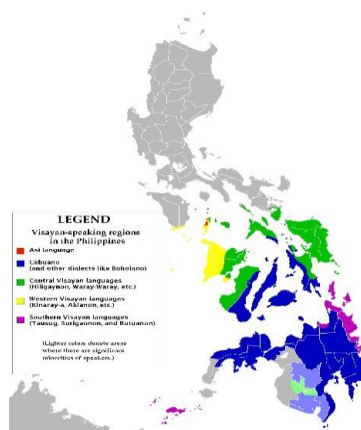 LEGEND
Visayan-speaking regions
in the Philippines
Asi language
Cebuano
(and other dialects like Boholano)
Central Visayan languages
(Hiligaynon, Waray-Waray, etc.)
Western Visayan languages
(Kinaray-a, Aklanon, etc.)
Southern Visayan languages
(Tausug, Surigaonon, and Butuanon)
(Lighter colors denote areas
where there are significant
minorities of speakers.)